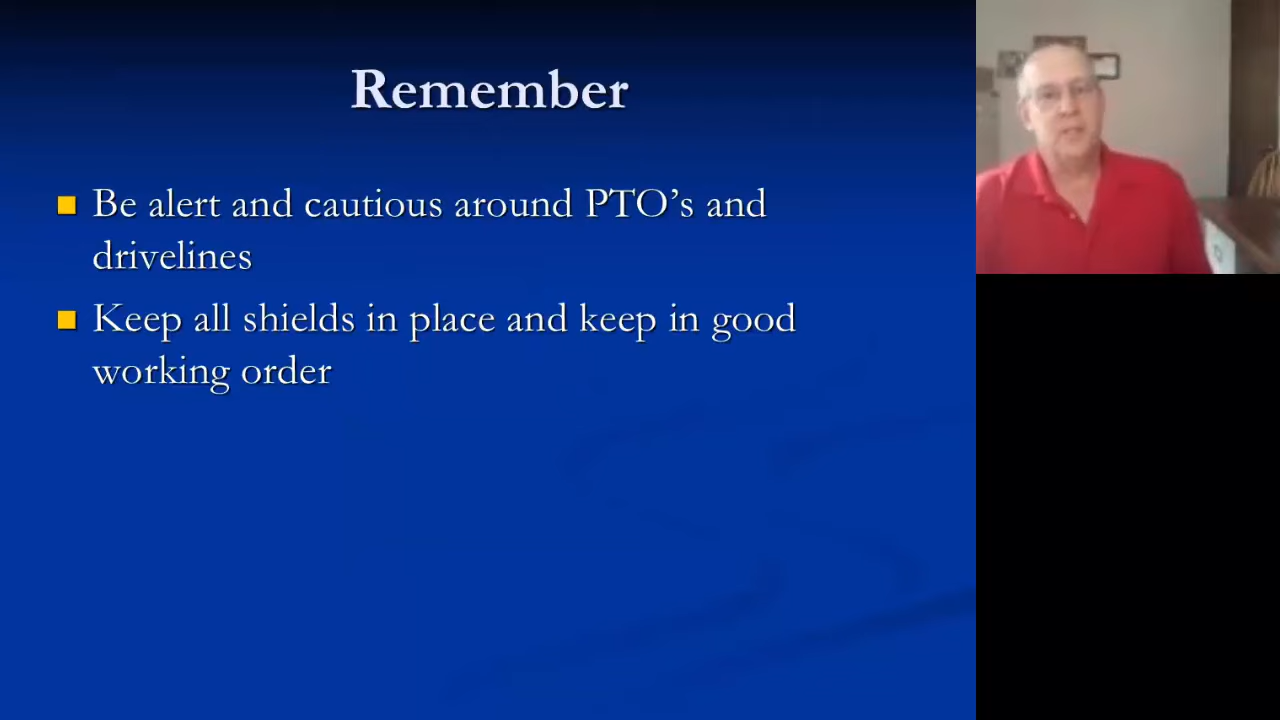 Remember
Be alert and cautious around PTO’s and
drivelines
Keep all shields in place and keep in good
working order